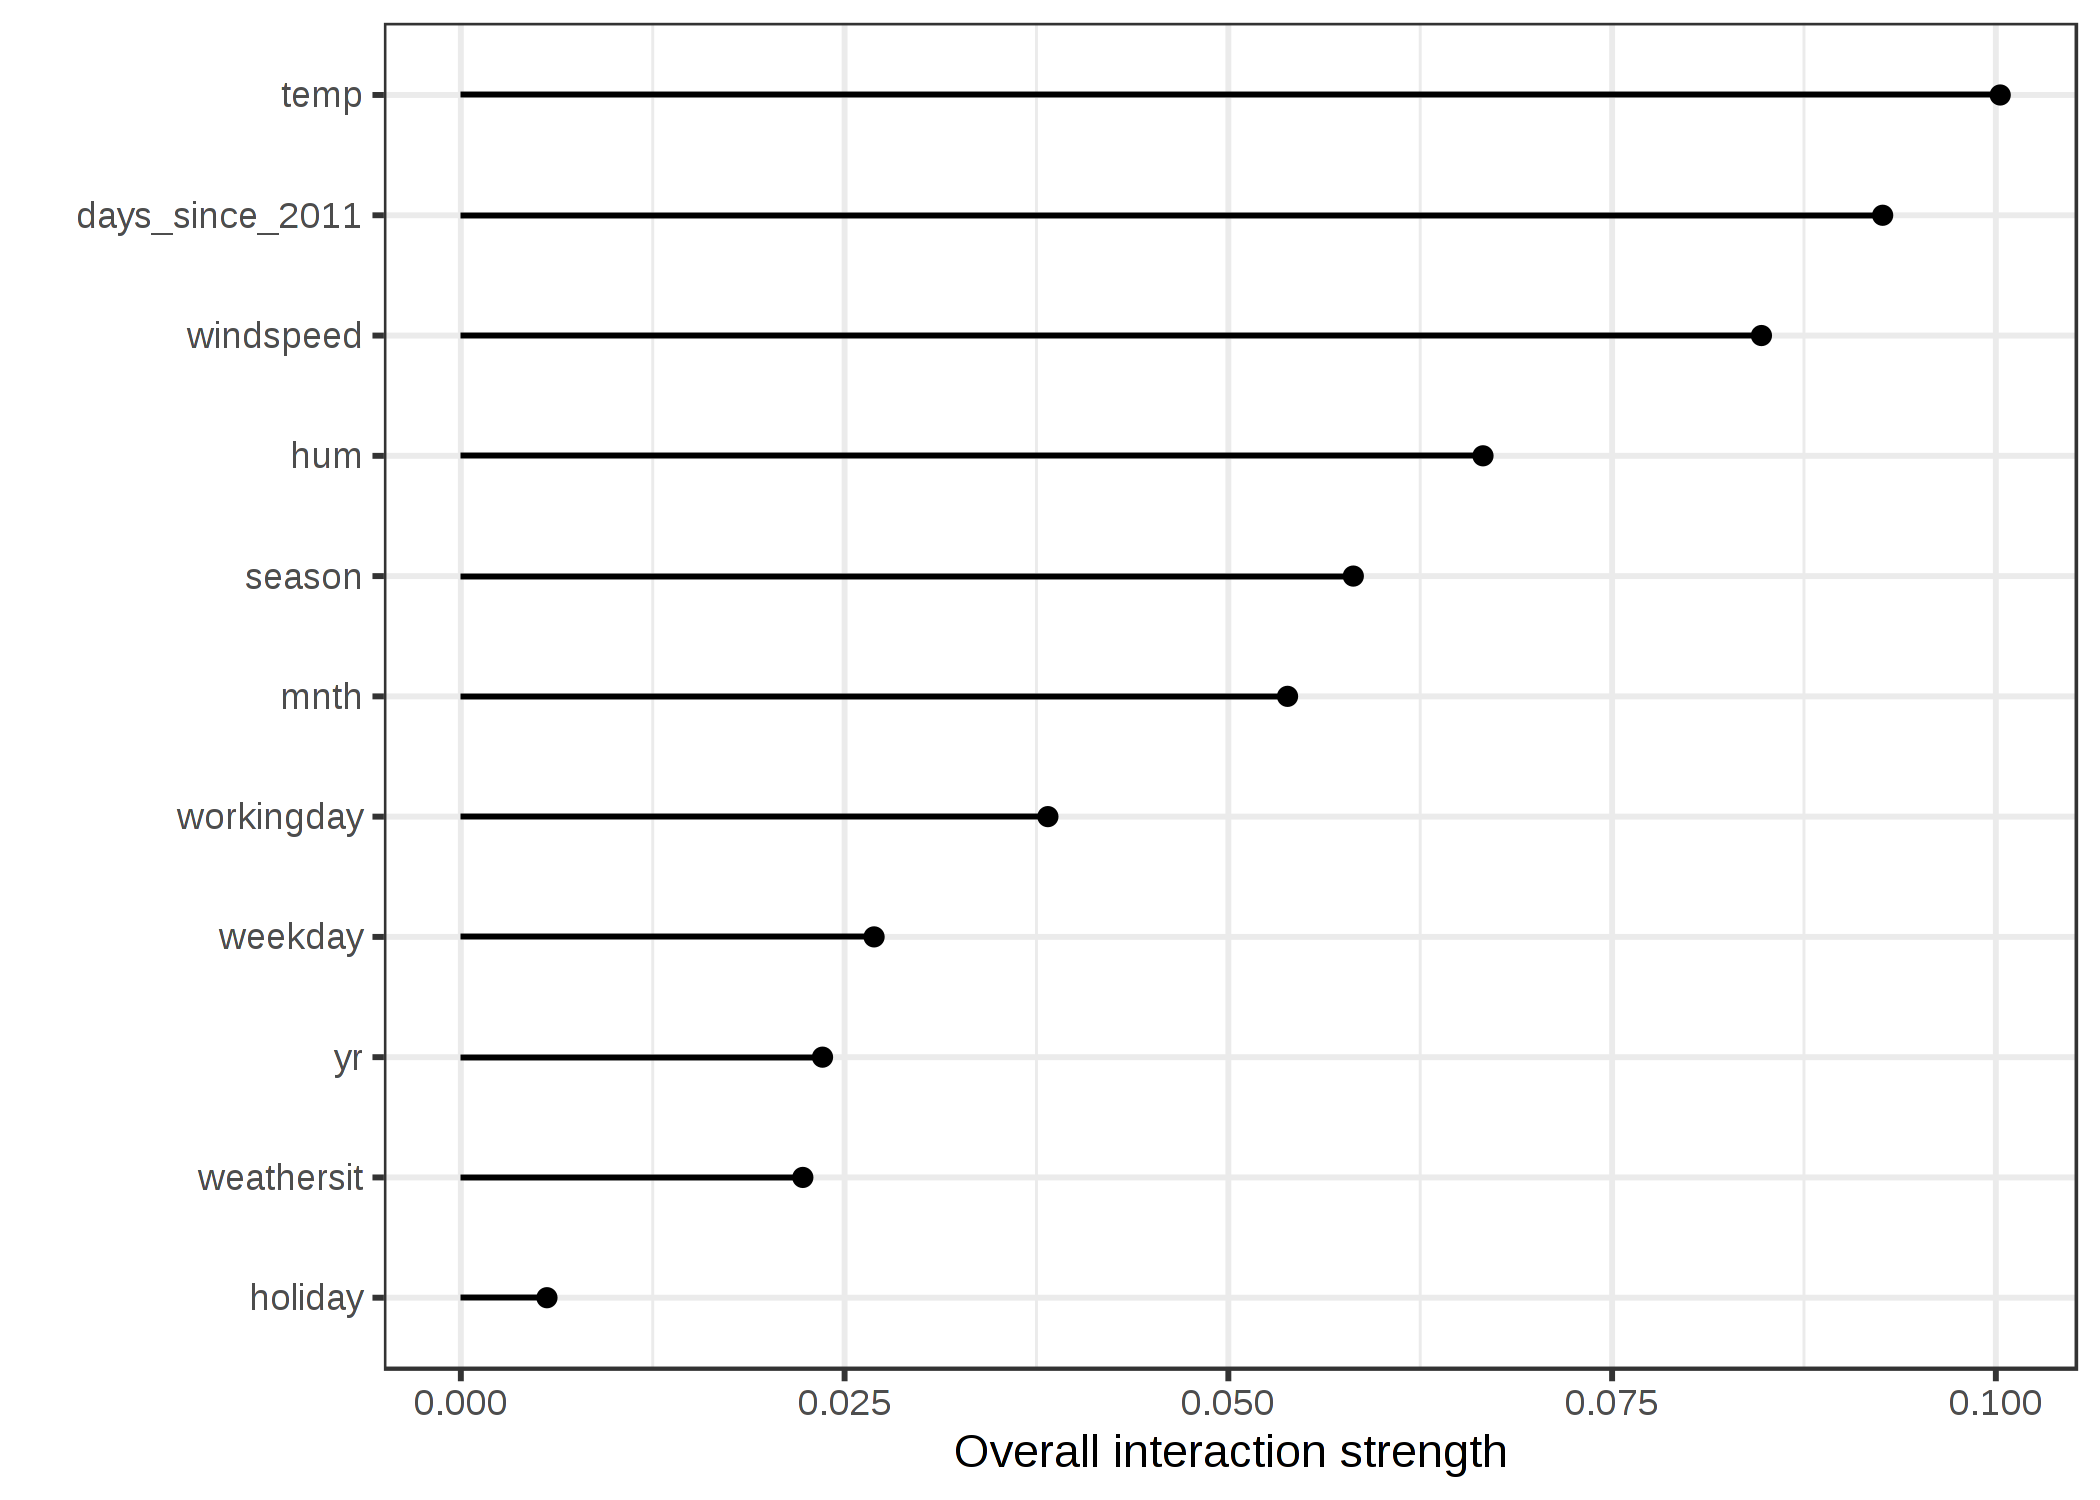 temp
days_since_2011
windspeed
hum
season
mnth
workingday
weekday
yr
weathersit
holiday
0.000 0.025 0.050 0.075 0.100
Overall interaction strength